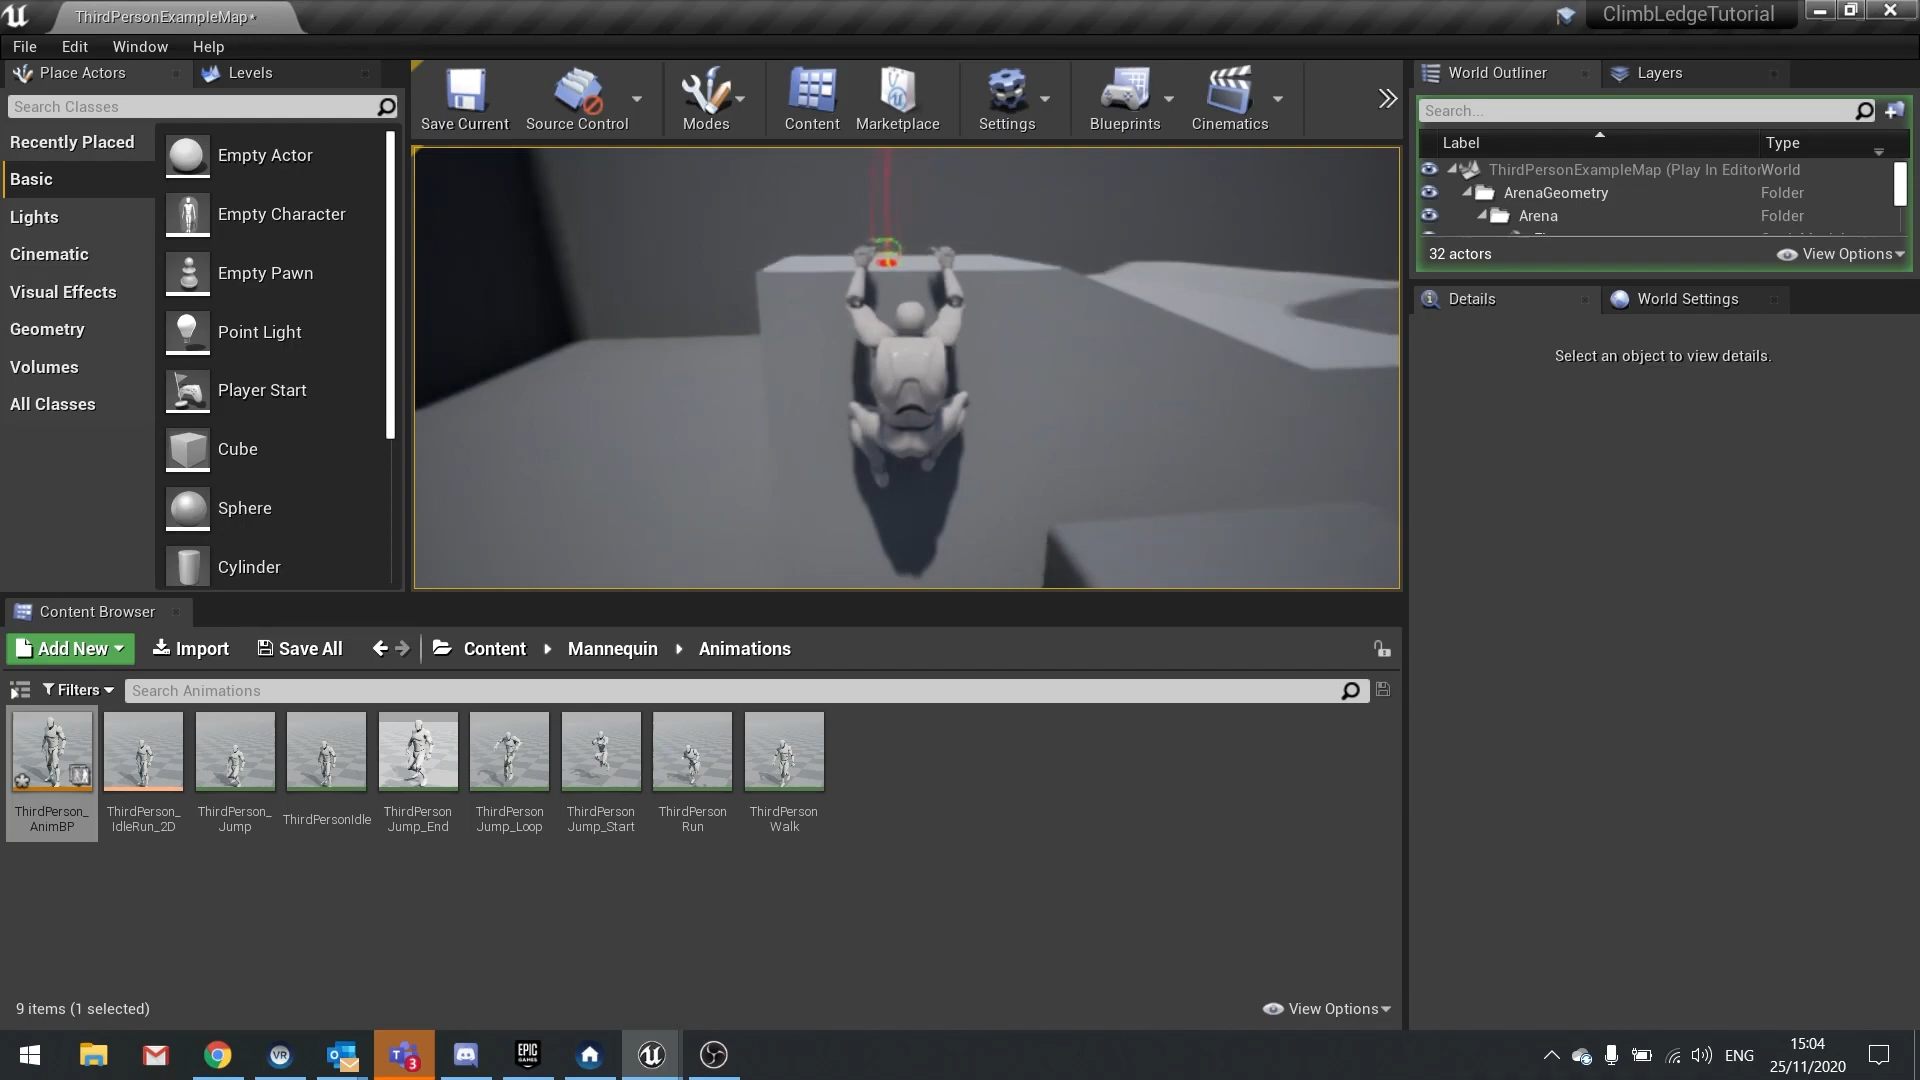 ThirdPersonExampleMap*
ClimbLedgeTutorial
File Edit Window Help
Place Actors
Levels
Search Classes
Recently Placed
Basic
Lights
Cinematic
Visual Effects
Geometry
Volumes
All Classes
Empty Actor
Empty Character
Empty Pawn
Point Light
Player Start
Cube
Sphere
Cylinder
Save Current
Source Control
Modes
Content
Marketplace
Settings
Blueprints
Cinematics
World Outliner
Layers
Search...
Label Type
ThirdPersonExampleMap (Play In Editor World
ArenaGeometry Folder
Arena Folder
32 actors
View Options
Details
World Settings
Select an object to view details.
Content Browser
Add New
Import
Save All
Content
Mannequin
Animations
Filters
Search Animations
ThirdPerson_
AnimBP
ThirdPerson_
IdleRun_2D
ThirdPerson_
Jump
ThirdPersonIdle
ThirdPerson
Jump_End
ThirdPerson
Jump_Loop
ThirdPerson
Jump_Start
ThirdPerson
Run
ThirdPerson
Walk
9 items (1 selected)
View Options
VR
3
EPIC
GAMES
ENG
15:04
25/11/2020